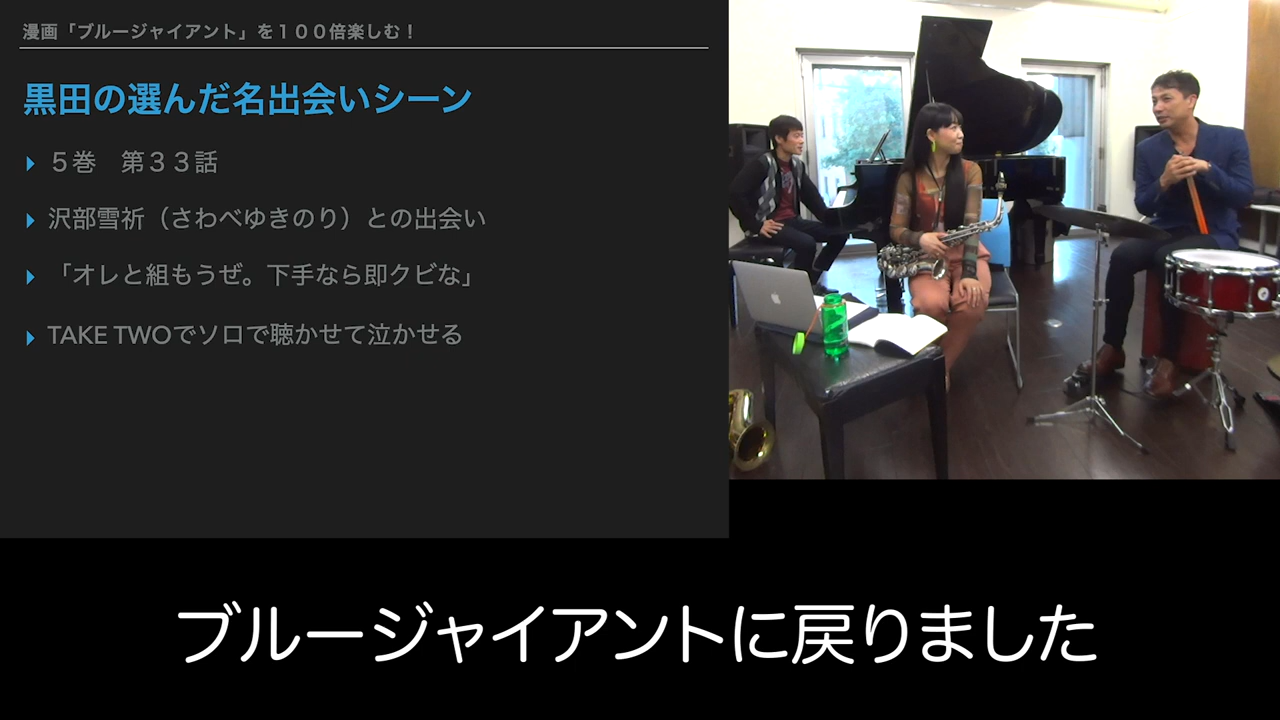 漫画「ブルージャイアント」を１００倍楽しむ！
黒田の選んだ名出会いシーン
５巻　第３３話
沢部雪祈（さわべゆきのり）との出会い
「オレと組もうぜ。下手なら即クビな」
TAKE TWOでソロで聴かせて泣かせる
ブルージャイアントに戻りました